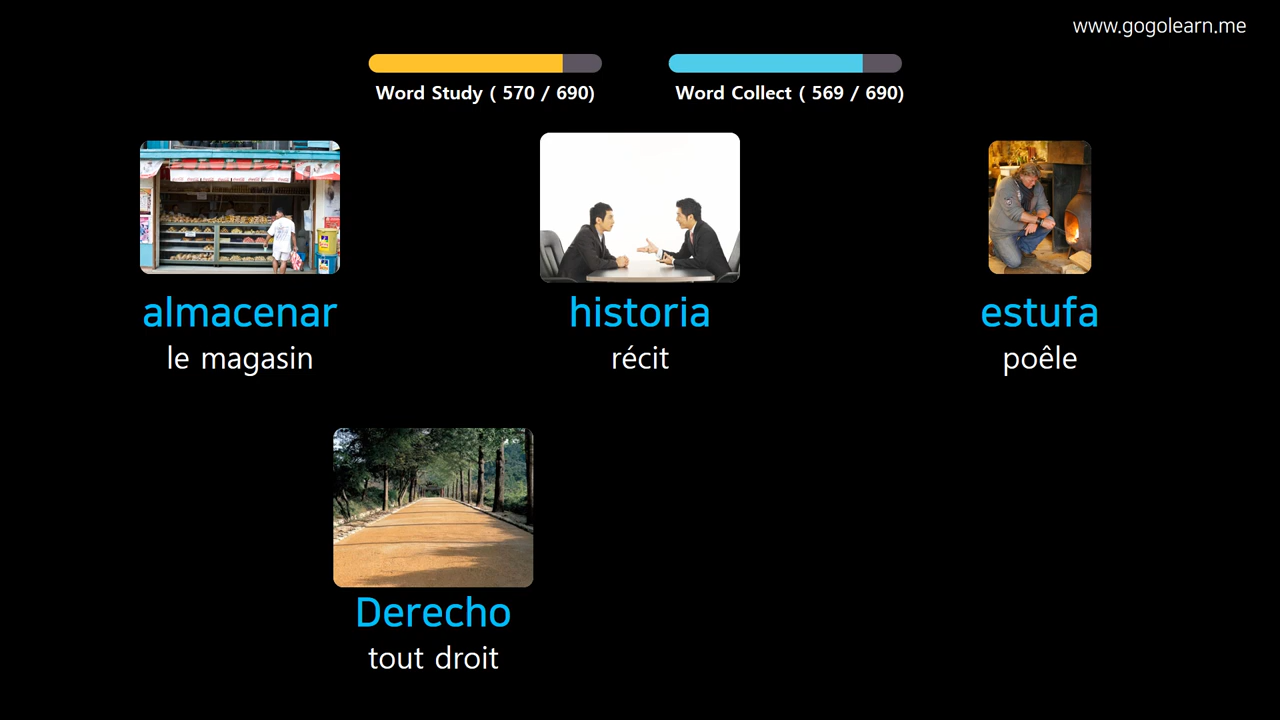 www.gogolearn.me
Word Study ( 570 / 690)
Word Collect ( 569 / 690)
almacenar
le magasin
historia
récit
estufa
poêle
Derecho
tout droit